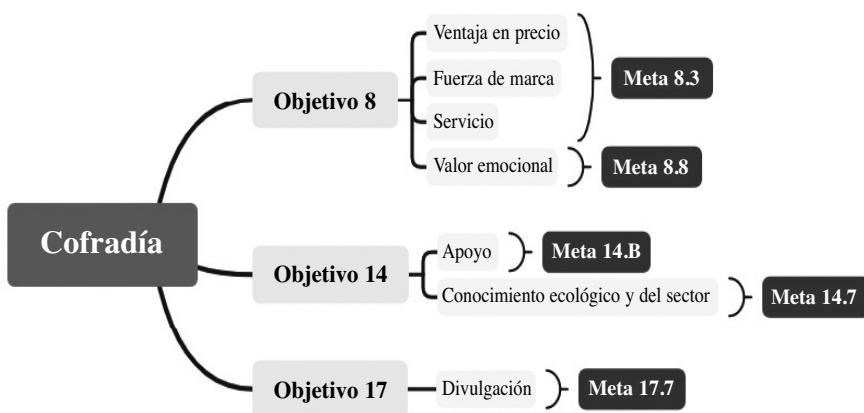 Cofradía
Objetivo 8
Ventaja en precio
Fuerza de marca
Servicio
Meta 8.3
Valor emocional
Meta 8.8
Objetivo 14
Apoyo
Meta 14.B
Conocimiento ecológico y del sector
Meta 14.7
Objetivo 17
Divulgación
Meta 17.7